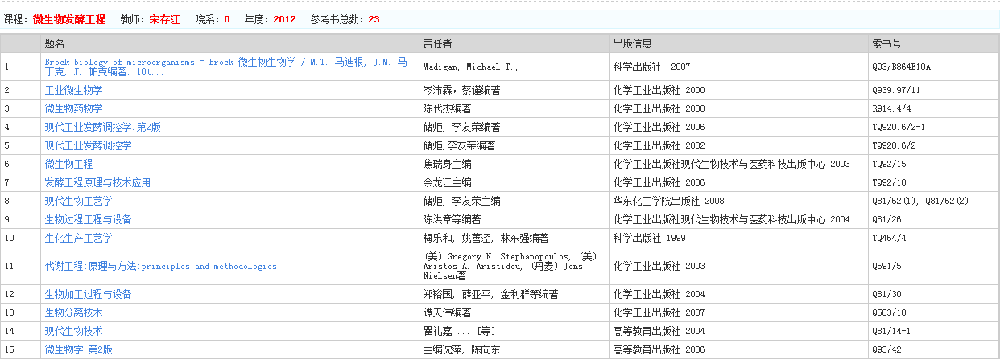 课程: 微生物发酵工程 教师: 宋存江 院系: 0 年度: 2012 参考书总数: 23
题名 责任者 出版信息 索书号
1 Brock biology of microorganisms = Brock 微生物生物学 / M.T. 马迪根, J.M. 马丁克, J. 帕克编著. 10t... Madigan, Michael T., 科学出版社, 2007. Q93/B864E10A
2 工业微生物学 岑沛霖,蔡谨编著 化学工业出版社 2000 Q939.97/11
3 微生物药物学 陈代杰编著 化学工业出版社 2008 R914.4/4
4 现代工业发酵调控学.第2版 储炬, 李友荣编著 化学工业出版社 2006 TQ920.6/2-1
5 现代工业发酵调控学 储炬,李友荣编著 化学工业出版社 2002 TQ920.6/2
6 微生物工程 焦瑞身主编 化学工业出版社现代生物技术与医药科技出版中心 2003 TQ92/15
7 发酵工程原理与技术应用 余龙江主编 化学工业出版社 2006 TQ92/18
8 现代生物工艺学 储炬, 李友荣主编 华东化工学院出版社 2008 Q81/62(1), Q81/62(2)
9 生物过程工程与设备 陈洪章等编著 化学工业出版社现代生物技术与医药科技出版中心 2004 Q81/26
10 生化生产工艺学 梅乐和, 姚善泾, 林东强编著 科学出版社 1999 TQ464/4
11 代谢工程:原理与方法:principles and methodologies (美) Gregory N. Stephanopoulos, (美) Aristos A. Aristidou, (丹麦) Jens Nielsen著 化学工业出版社 2003 Q591/5
12 生物加工过程与设备 郑裕国, 薛亚平, 金利群等编著 化学工业出版社 2004 Q81/30
13 生物分离技术 谭天伟编著 化学工业出版社 2007 Q503/18
14 现代生物技术 瞿礼嘉 ... [等] 高等教育出版社 2004 Q81/14-1
15 微生物学.第2版 主编沈萍, 陈向东 高等教育出版社 2006 Q93/42